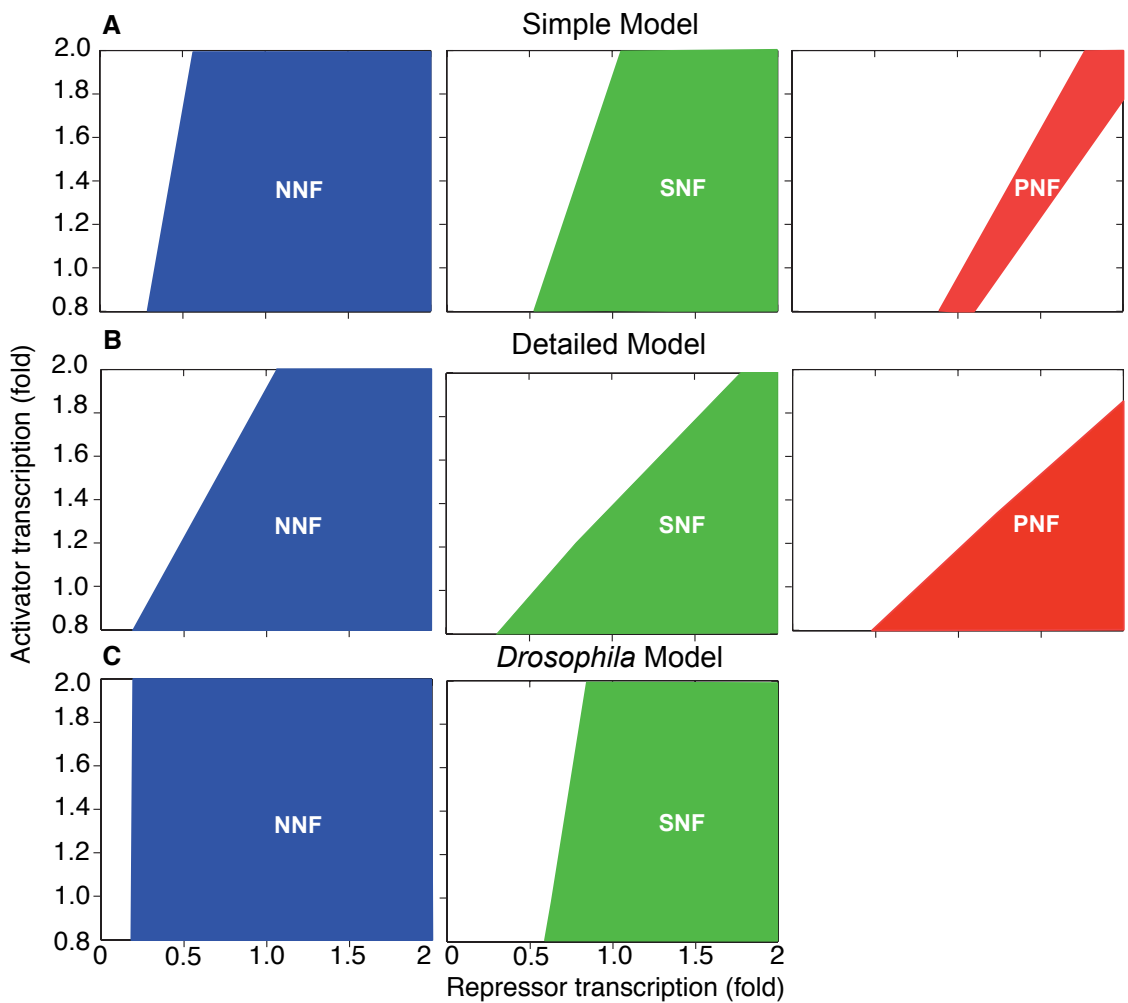 A
Simple Model
2.0
1.8
1.6
1.4
1.2
1.0
0.8
NNF
SNF
PNF
B
Detailed Model
2.0
1.8
1.6
1.4
1.2
1.0
0.8
NNF
SNF
PNF
Activator transcription (fold)
C
Drosophila Model
2.0
1.8
1.6
1.4
1.2
1.0
0.8
NNF
SNF
0 0.5 1.0 1.5 2
0 0.5 1.0 1.5 2
Repressor transcription (fold)